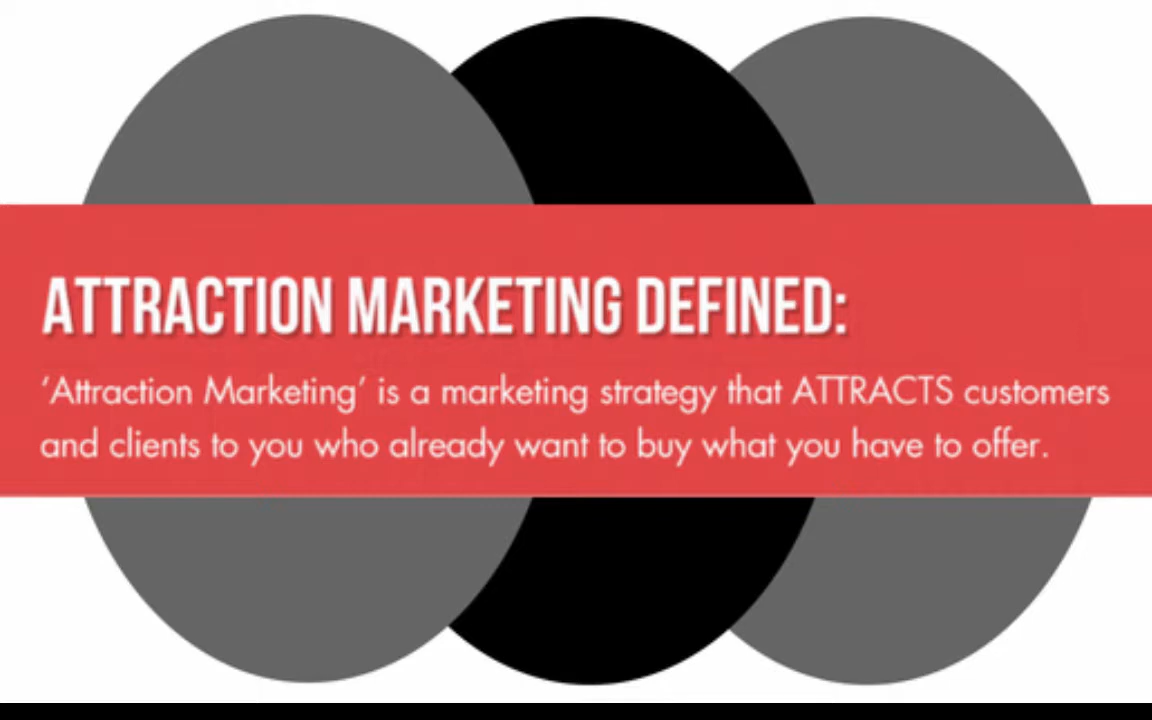 ATTRACTION MARKETING DEFINED:
‘Attraction Marketing’ is a marketing strategy that ATTRACTS customers
and clients to you who already want to buy what you have to offer.